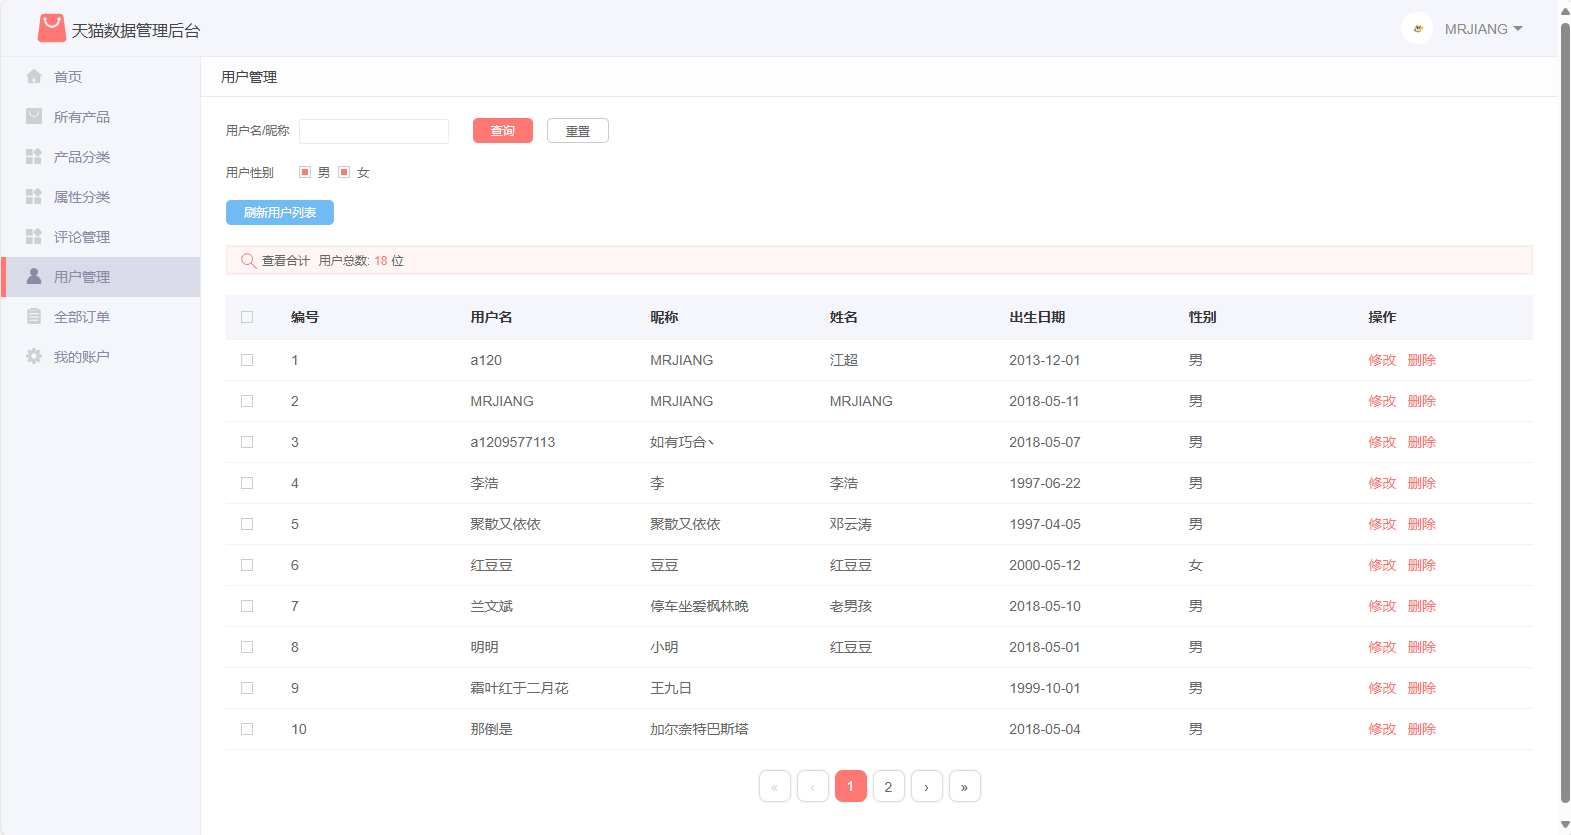 天猫数据管理后台
MRJIANG
首页
所有产品
产品分类
属性分类
评论管理
用户管理
全部订单
我的账户
用户管理
用户名/昵称 查询 重置
用户性别 男 女
刷新用户列表
查看合计 用户总数: 18 位
编号 用户名 昵称 姓名 出生日期 性别 操作
1 a120 MRJIANG 江超 2013-12-01 男 修改 删除
2 MRJIANG MRJIANG MRJIANG 2018-05-11 男 修改 删除
3 a1209577113 如有巧合丶 2018-05-07 男 修改 删除
4 李浩 李 李浩 1997-06-22 男 修改 删除
5 聚散又依依 聚散又依依 邓云涛 1997-04-05 男 修改 删除
6 红豆豆 豆豆 红豆豆 2000-05-12 女 修改 删除
7 兰文斌 停车坐爱枫林晚 老男孩 2018-05-10 男 修改 删除
8 明明 小明 红豆豆 2018-05-01 男 修改 删除
9 霜叶红于二月花 王九日 1999-10-01 男 修改 删除
10 那倒是 加尔奈特巴斯塔 2018-05-04 男 修改 删除
« ‹ 1 2 › »